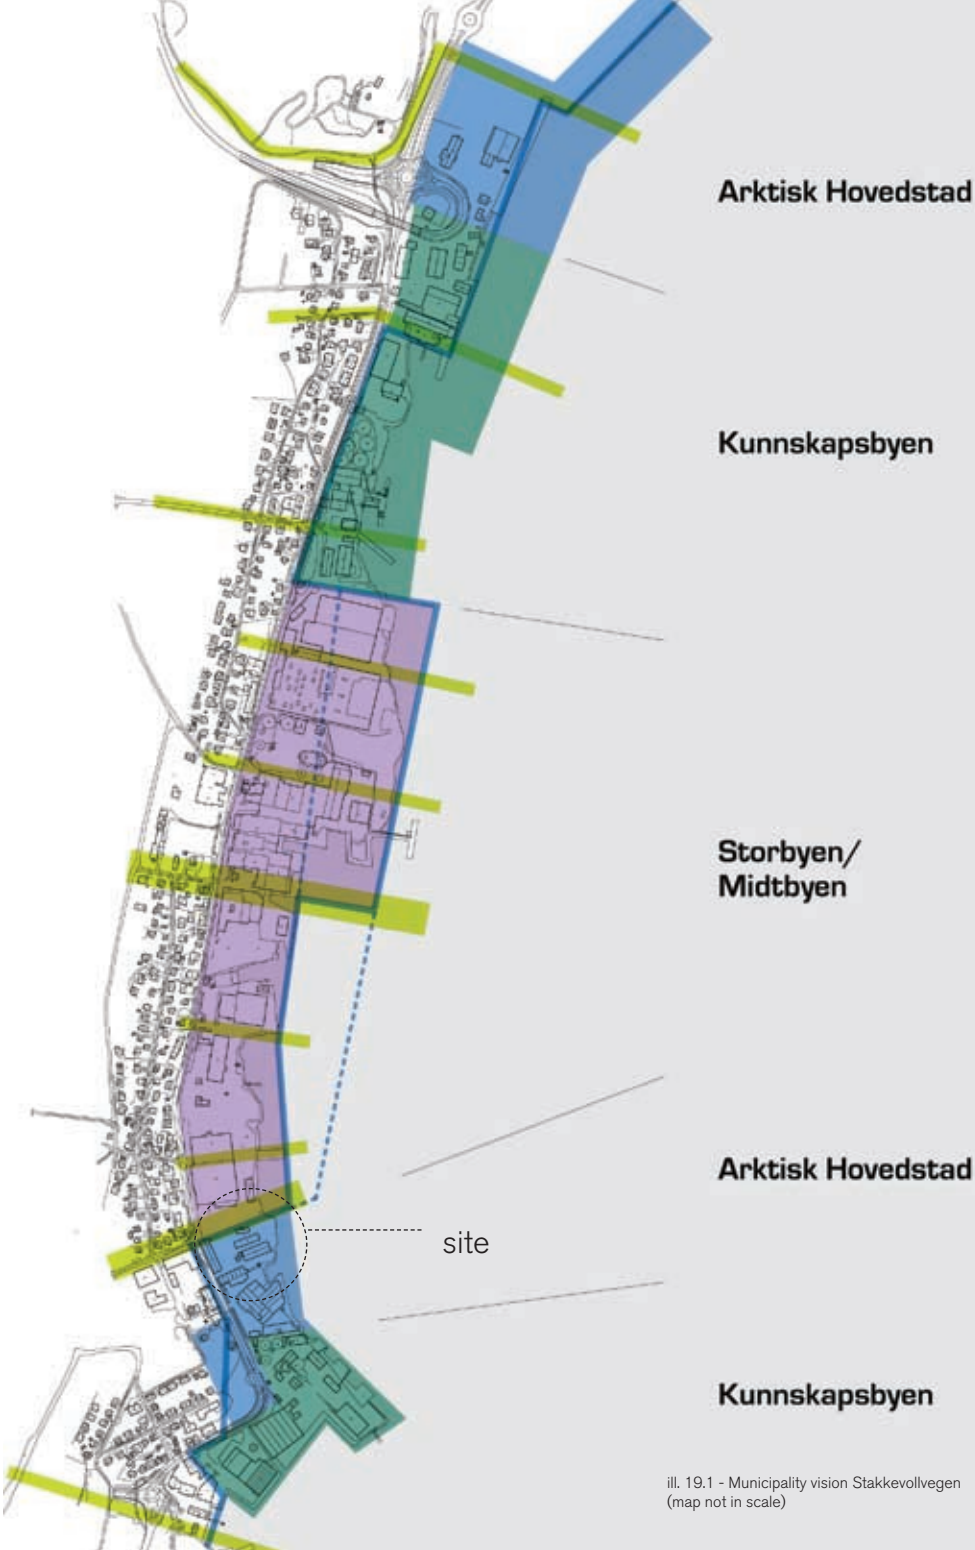 Arktisk Hovedstad
Kunnskapsbyen
Storbyen/
Midtbyen
Arktisk Hovedstad
site
Kunnskapsbyen
ill. 19.1 - Municipality vision Stakkevollvegen
(map not in scale)